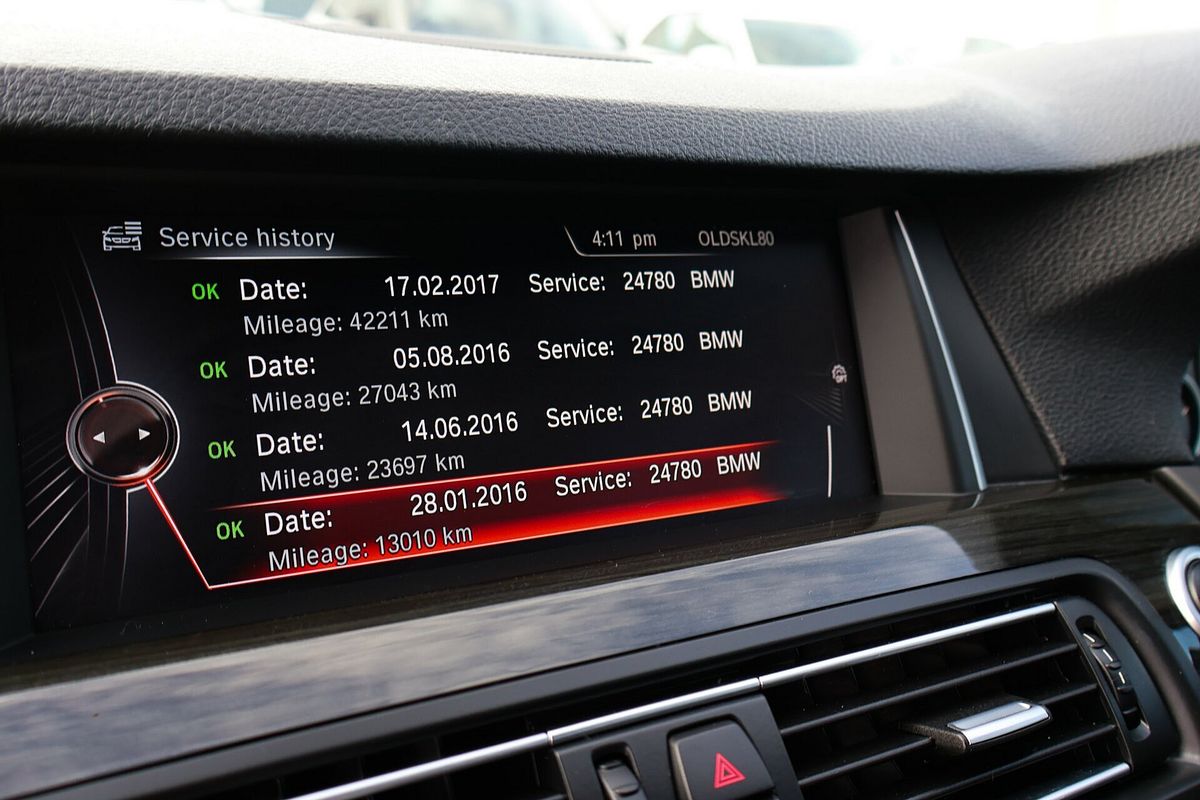 Service history 4:11 pm OLDSKL80
OK Date: 17.02.2017 Service: 24780 BMW
Mileage: 42211 km
OK Date: 05.08.2016 Service: 24780 BMW
Mileage: 27043 km
OK Date: 14.06.2016 Service: 24780 BMW
Mileage: 23697 km
OK Date: 28.01.2016 Service: 24780 BMW
Mileage: 13010 km